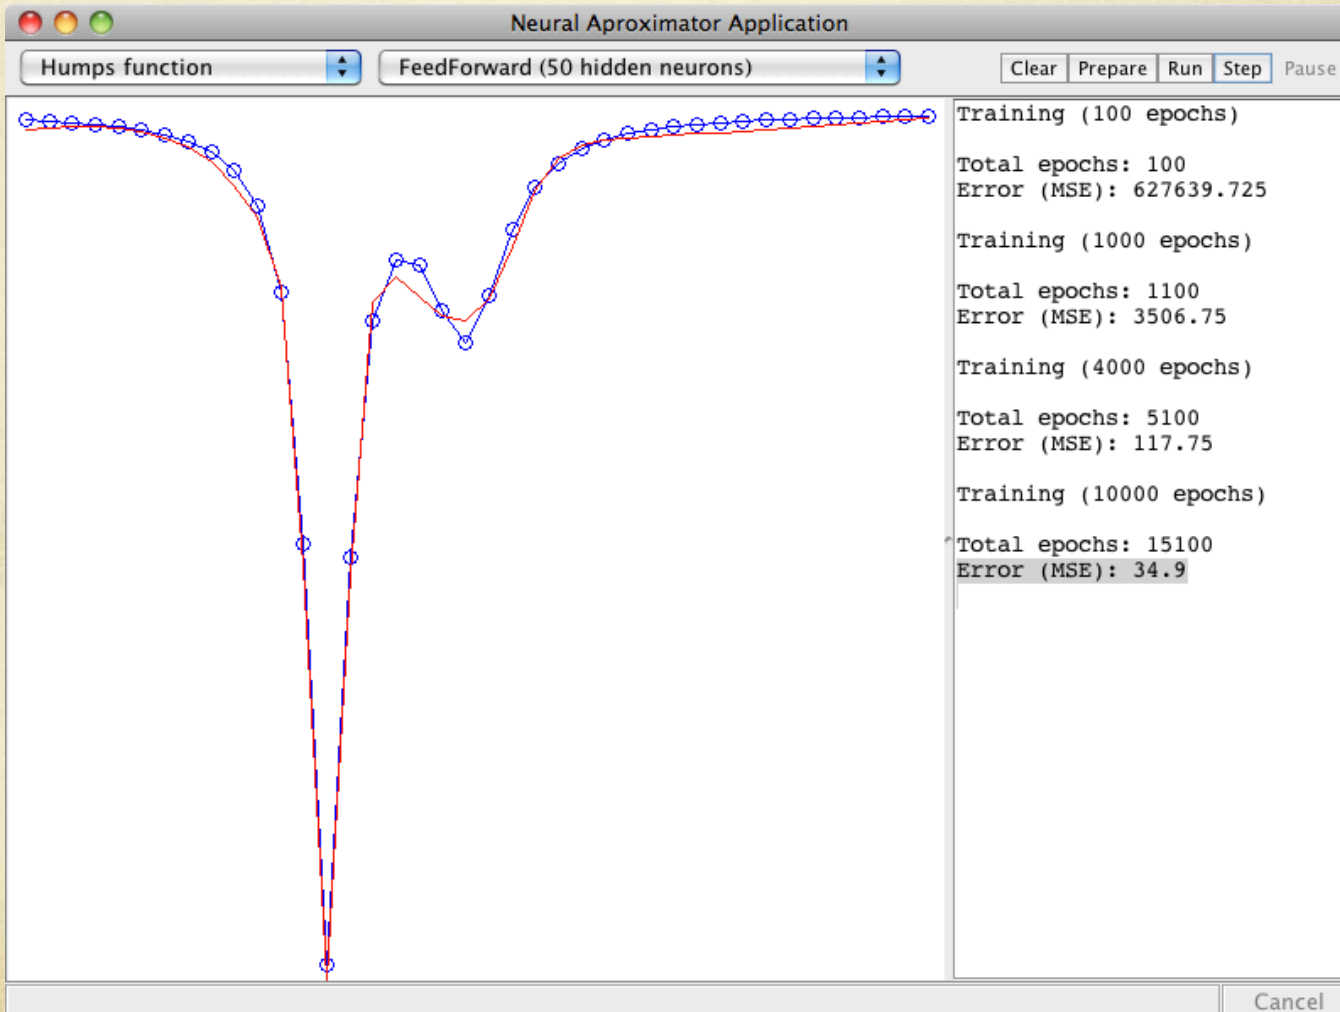 Neural Aproximator Application
Humps function
FeedForward (50 hidden neurons)
Clear Prepare Run Step Pause
Training (100 epochs)
Total epochs: 100
Error (MSE): 627639.725
Training (1000 epochs)
Total epochs: 1100
Error (MSE): 3506.75
Training (4000 epochs)
Total epochs: 5100
Error (MSE): 117.75
Training (10000 epochs)
Total epochs: 15100
Error (MSE): 34.9
Cancel